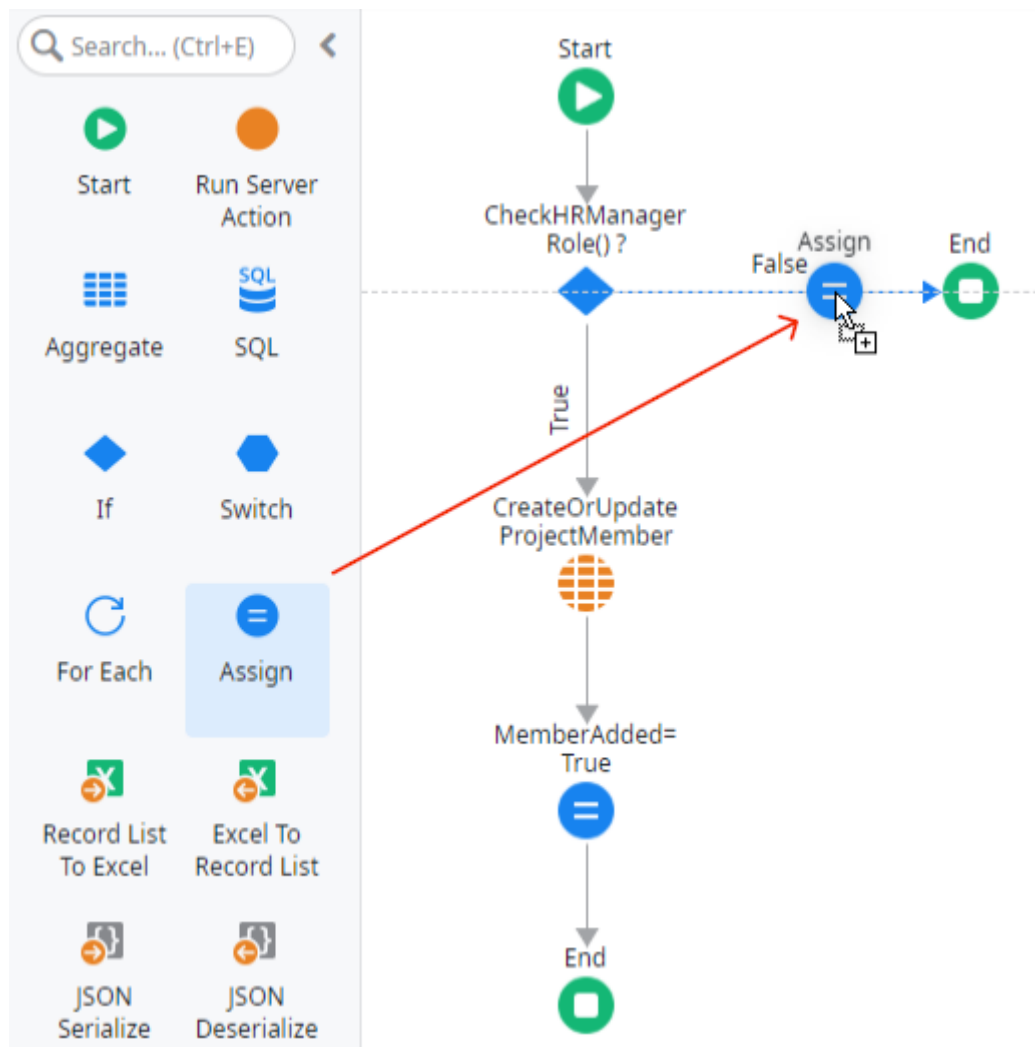 Search... (Ctrl+E)
Start
Run Server
Action
Aggregate
SQL
SQL
If
Switch
For Each
Assign
Record List
To Excel
Excel To
Record List
JSON
Serialize
JSON
Deserialize
Start
CheckHRManager
Role() ?
False
Assign
End
True
CreateOrUpdate
ProjectMember
MemberAdded=
True
End